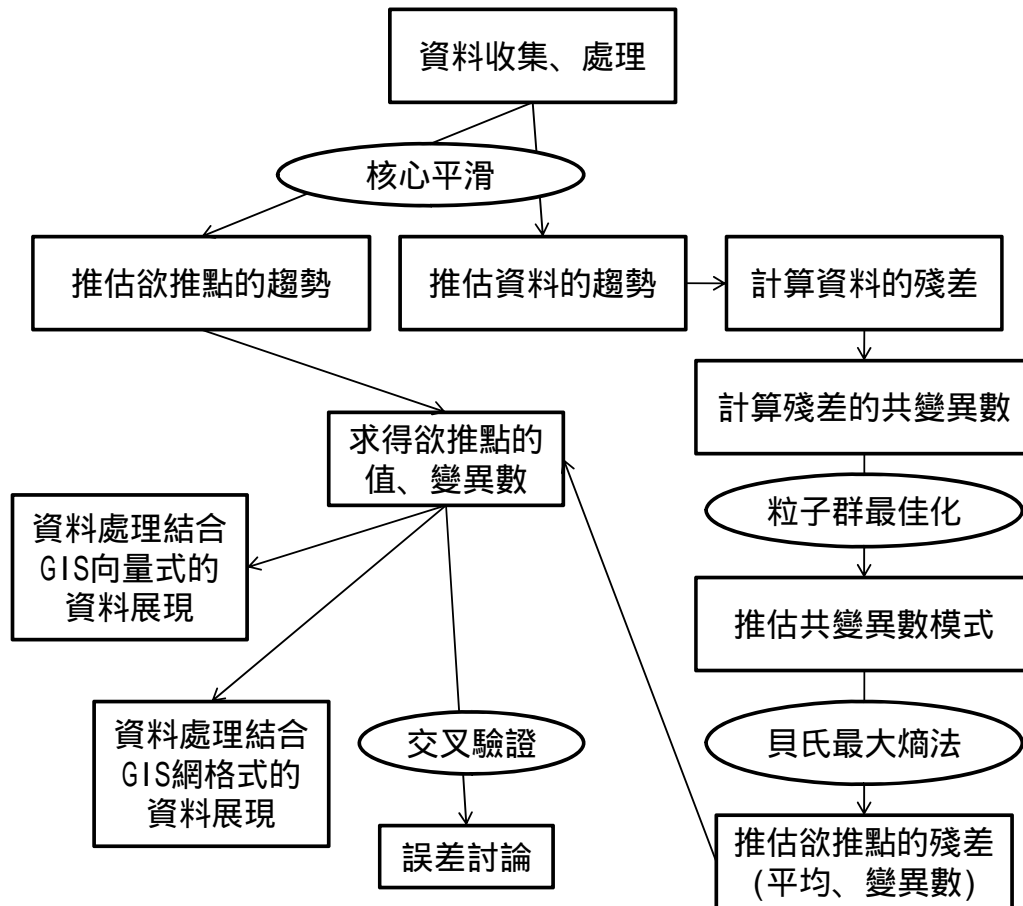 資料收集、處理
核心平滑
推估欲推點的趨勢
推估資料的趨勢
計算資料的殘差
計算殘差的共變異數
求得欲推點的
值、變異數
粒子群最佳化
資料處理結合
GIS向量式的
資料展現
推估共變異數模式
資料處理結合
GIS網格式的
資料展現
交叉驗證
貝氏最大熵法
誤差討論
推估欲推點的殘差
(平均、變異數)